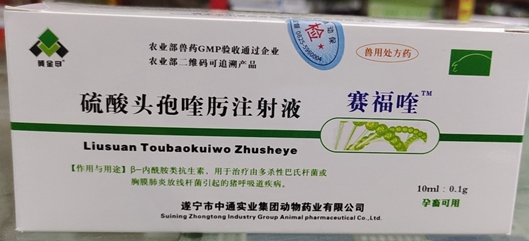 农业部兽药GMP验收通过企业
农业部二维码可追溯产品
兽用处方药
硫酸头孢喹肟注射液
赛福喹™
Liusuan Toubaokuiwo Zhusheye
【作用与用途】β-内酰胺类抗生素，用于治疗由多杀性巴氏杆菌或
胸膜肺炎放线杆菌引起的猪呼吸道疾病。
10ml：0.1g
孕畜可用
遂宁市中通实业集团动物药业有限公司
Suining Zhongtong Industry Group Animal pharmaceutical Co.,Ltd.